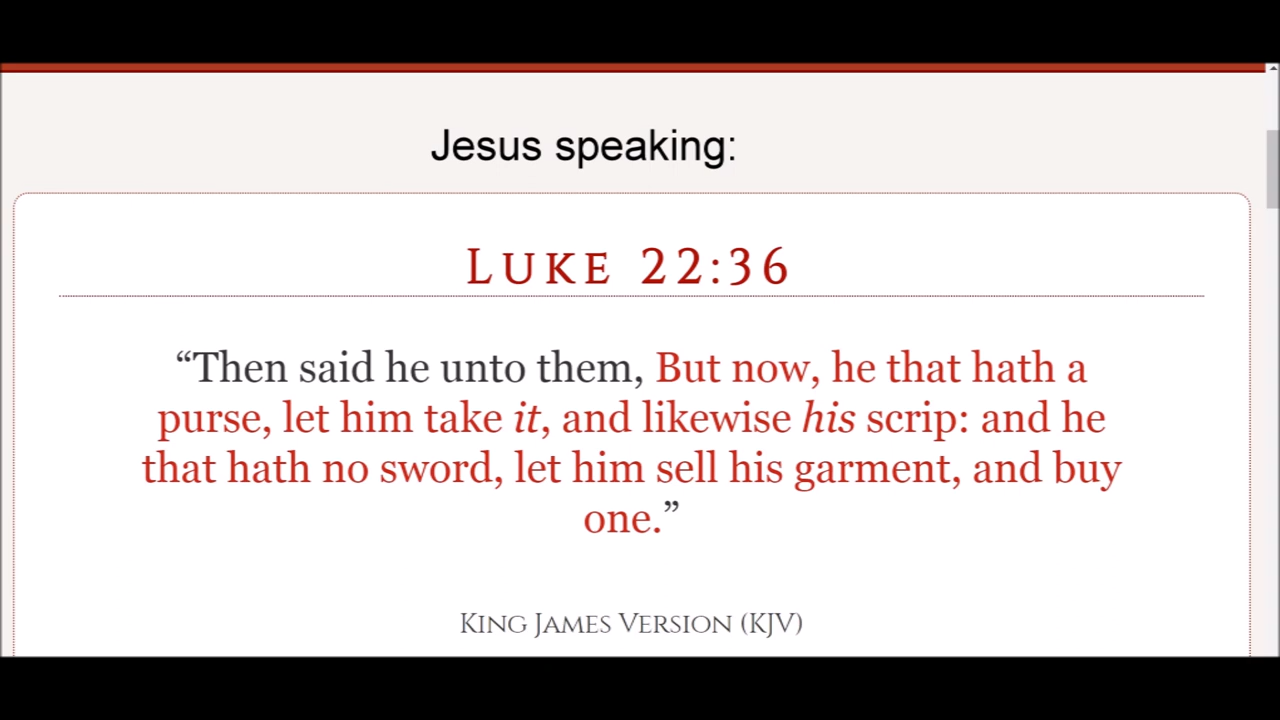 Jesus speaking:
LUKE 22:36
“Then said he unto them, But now, he that hath a
purse, let him take it, and likewise his scrip: and he
that hath no sword, let him sell his garment, and buy
one.”
KING JAMES VERSION (KJV)